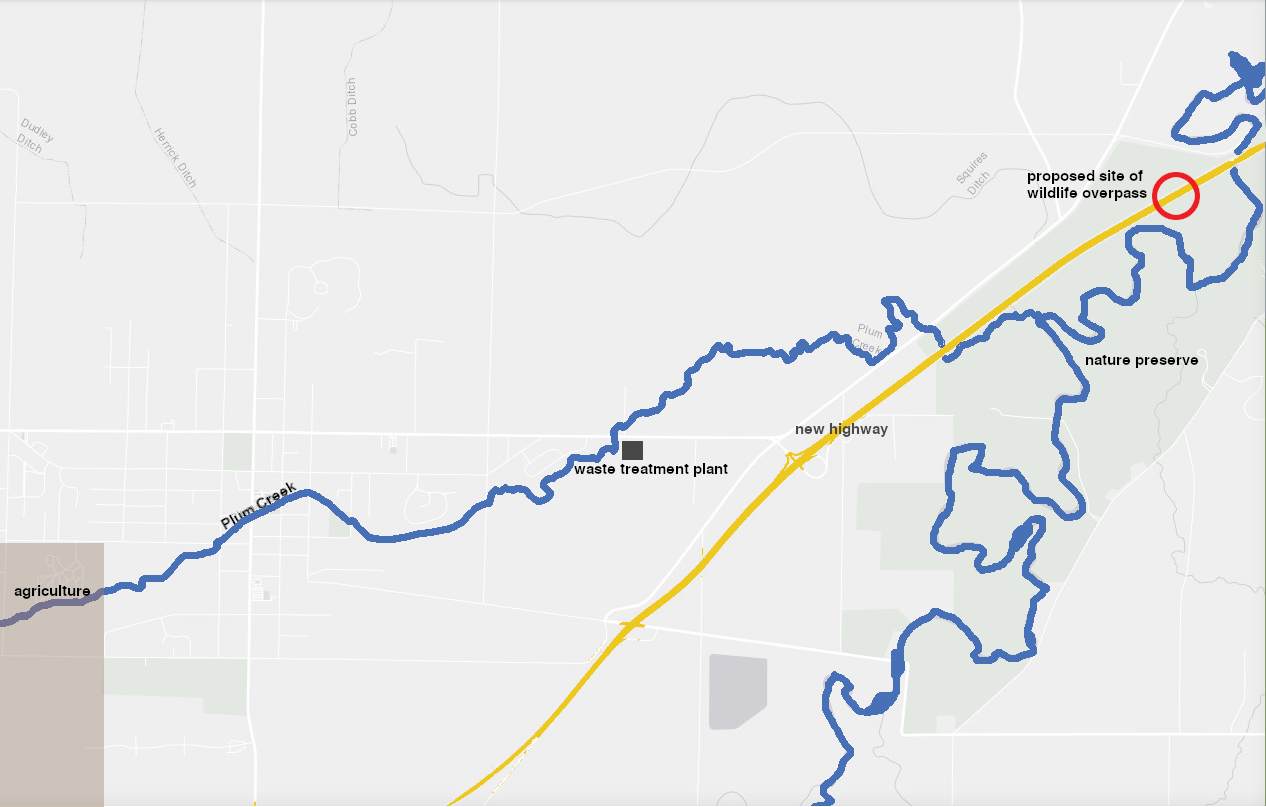 Dudley
Ditch
Herrick Ditch
Cobb Ditch
Squires
Ditch
proposed site of
wildlife overpass
Plum
Creek
nature preserve
new highway
waste treatment plant
Plum Creek
agriculture